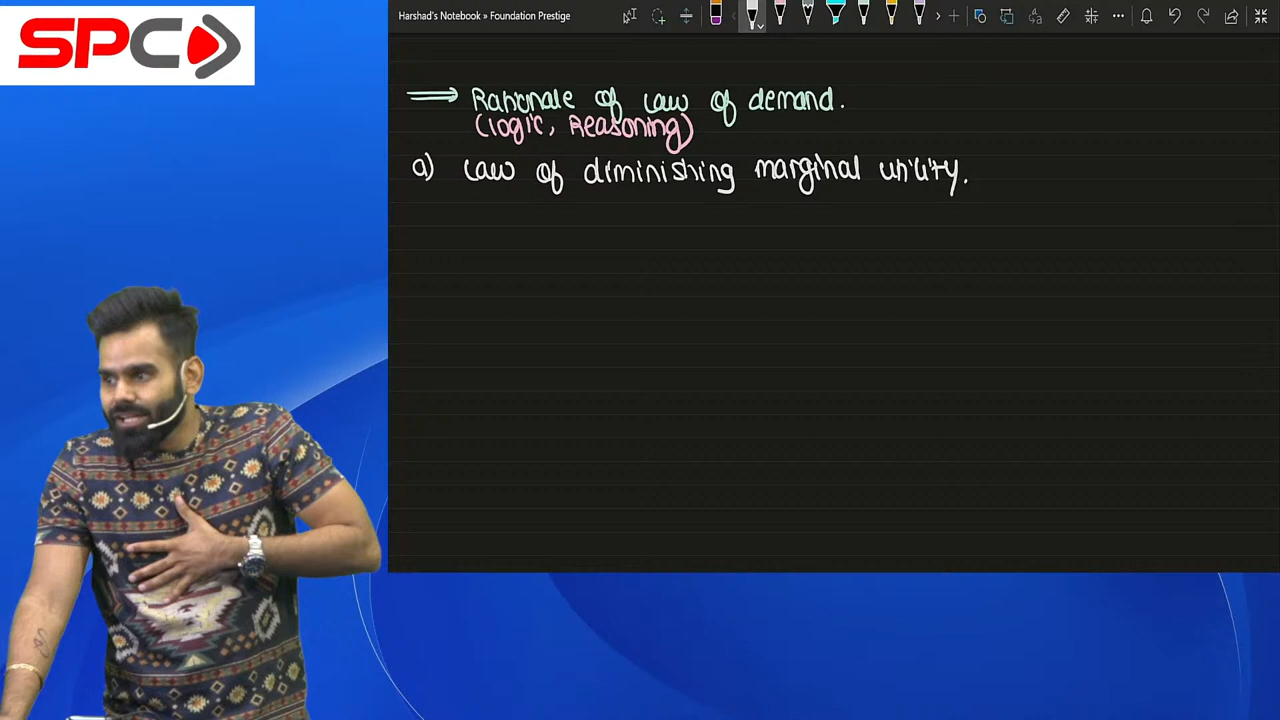 SPC
Harshad's Notebook » Foundation Prestige
Rationale of law of demand.
(logic, Reasoning)
a) law of diminishing marginal utility.